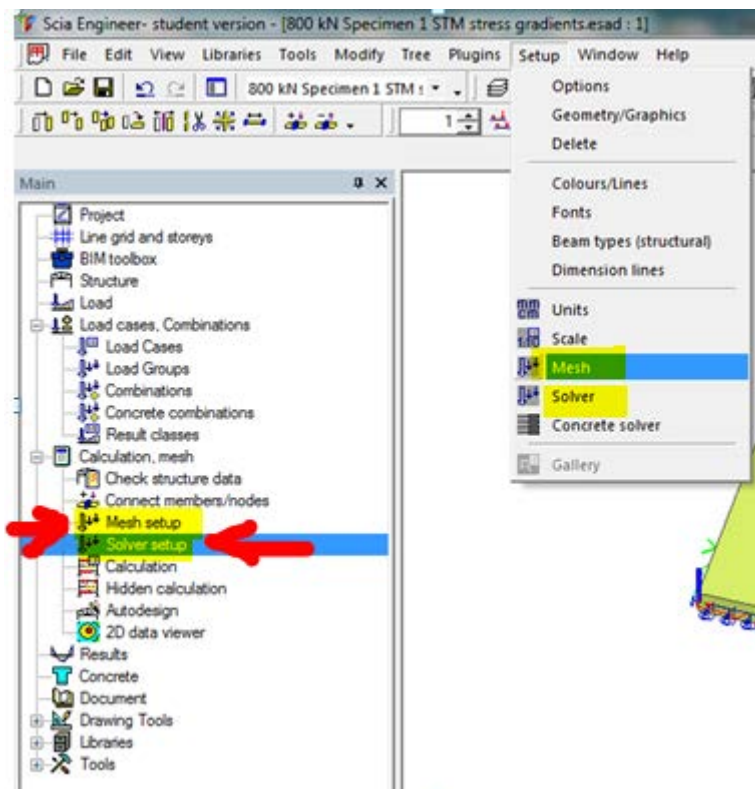 Scia Engineer- student version - [800 kN Specimen 1 STM stress gradients.esad : 1]
File Edit View Libraries Tools Modify Tree Plugins Setup Window Help
800 kN Specimen 1 STM
1
Main
Project
Line grid and storeys
BIM toolbox
Structure
Load
Load cases, Combinations
Load Cases
Load Groups
Combinations
Concrete combinations
Result classes
Calculation, mesh
Check structure data
Connect members/nodes
Mesh setup
Solver setup
Calculation
Hidden calculation
Autodesign
2D data viewer
Results
Concrete
Document
Drawing Tools
Libraries
Tools
Options
Geometry/Graphics
Delete
Colours/Lines
Fonts
Beam types (structural)
Dimension lines
Units
Scale
Mesh
Solver
Concrete solver
Gallery